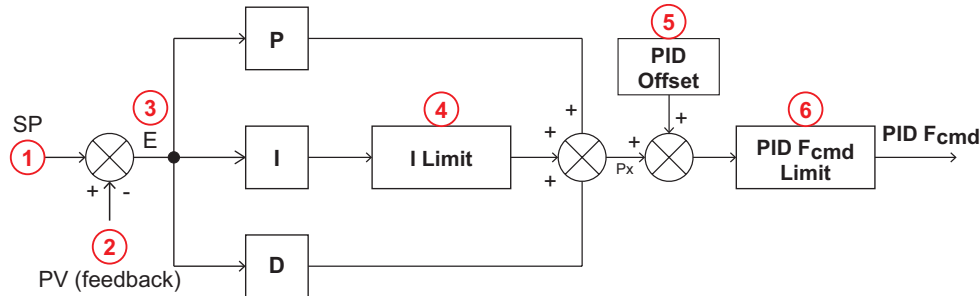 SP
1
+
-
2
PV (feedback)
3
E
P
I
D
4
I Limit
+
+
+
Px
+
5
PID
Offset
+
6
PID Fcmd
Limit
PID Fcmd